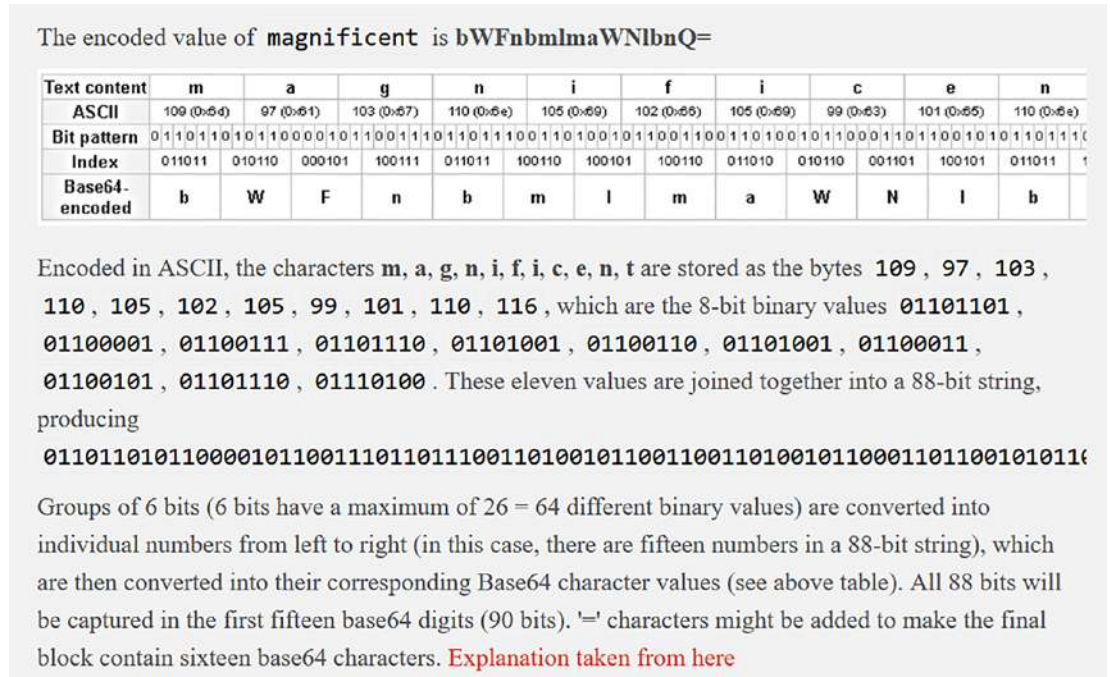 The encoded value of magnificent is bWFnbmlmaWNlbnQ=
Text content m a g n i f i c e n
ASCII 109 (0x6d) 97 (0x61) 103 (0x67) 110 (0x6e) 105 (0x69) 102 (0x66) 105 (0x69) 99 (0x63) 101 (0x65) 110 (0x6e)
Bit pattern 0110110101100001011001110110111001101001011001100110100101100011011001010110111
Index 011011 010110 000101 100111 011011 100110 100101 100110 011010 010110 001101 100101 011011
Base64-
encoded b W F n b m l m a W N l b
Encoded in ASCII, the characters m, a, g, n, i, f, i, c, e, n, t are stored as the bytes 109 , 97 , 103 ,
110 , 105 , 102 , 105 , 99 , 101 , 110 , 116 , which are the 8-bit binary values 01101101 ,
01100001 , 01100111 , 01101110 , 01101001 , 01100110 , 01101001 , 01100011 ,
01100101 , 01101110 , 01110100 . These eleven values are joined together into a 88-bit string,
producing
011011010110000101100111011011100110100101100110011010010110001101100101011
Groups of 6 bits (6 bits have a maximum of 26 = 64 different binary values) are converted into
individual numbers from left to right (in this case, there are fifteen numbers in a 88-bit string), which
are then converted into their corresponding Base64 character values (see above table). All 88 bits will
be captured in the first fifteen base64 digits (90 bits). '=' characters might be added to make the final
block contain sixteen base64 characters. Explanation taken from here